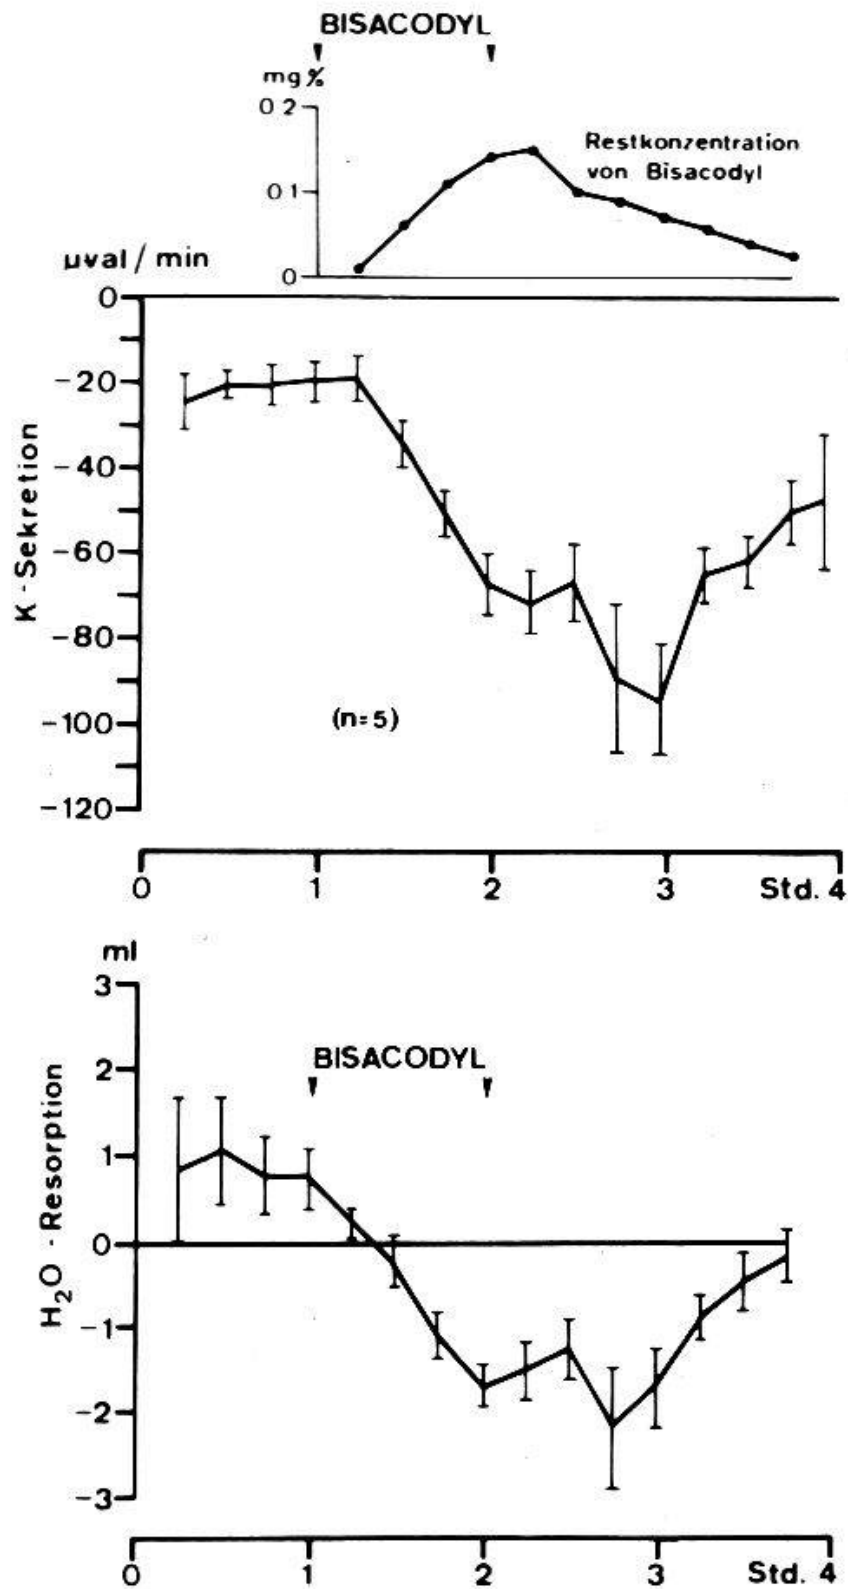 BISACODYL
mg%
0 2
0 1
0
Restkonzentration
von Bisacodyl
µval / min
0
-20
-40
-60
-80
-100
-120
K - Sekretion
(n=5)
0 1 2 3 Std. 4
ml
3
2
1
0
-1
-2
-3
H₂O - Resorption
BISACODYL
0 1 2 3 Std. 4